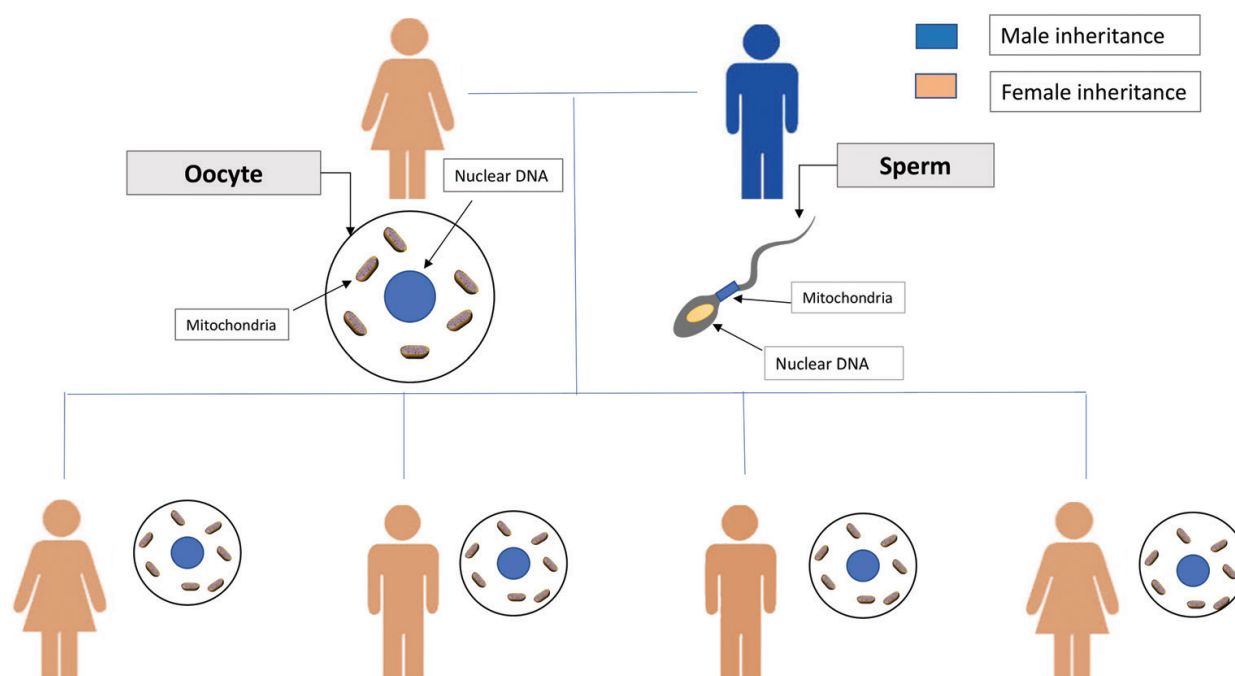 Male inheritance
Female inheritance
Oocyte
Nuclear DNA
Sperm
Mitochondria
Mitochondria
Nuclear DNA